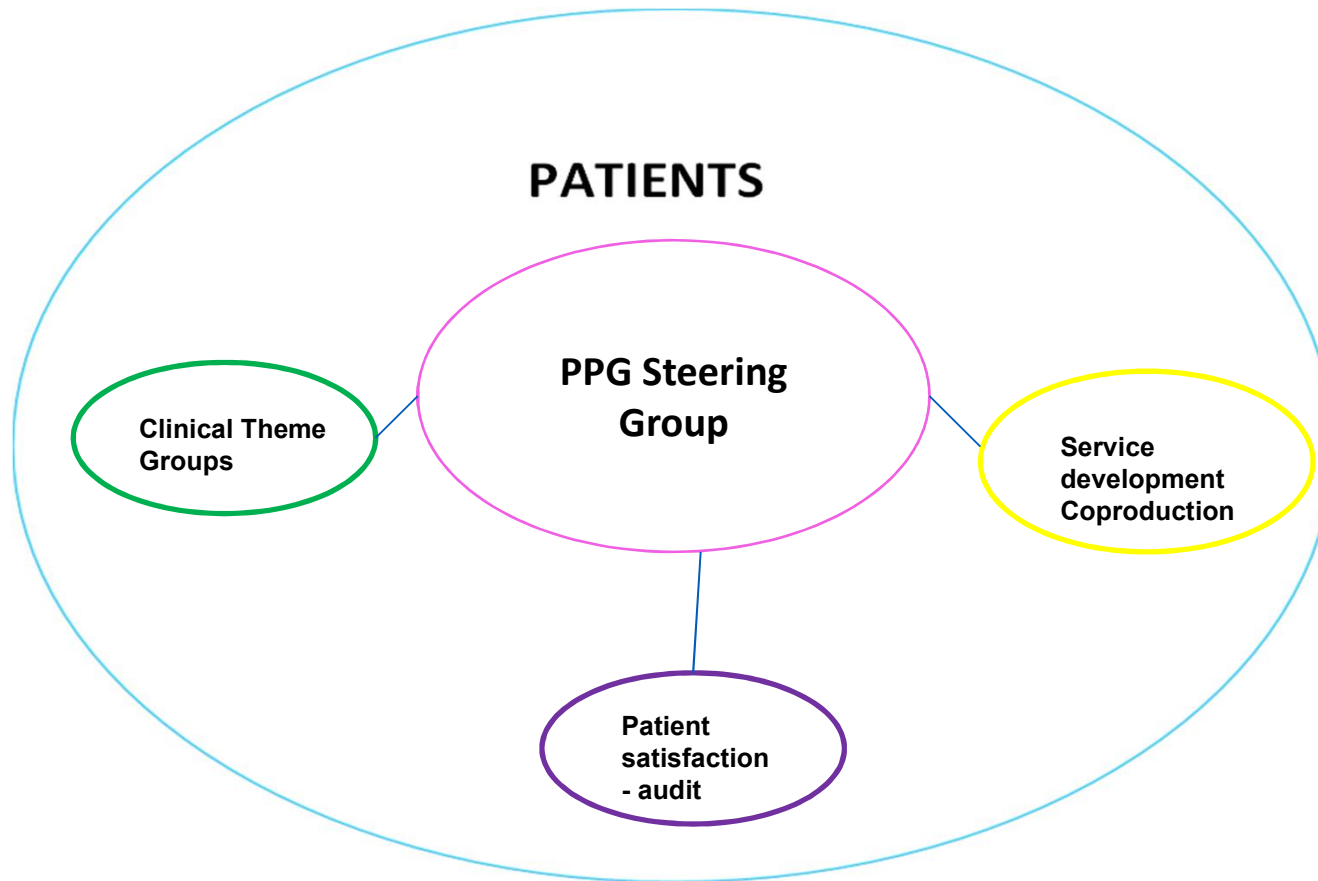 PATIENTS
PPG Steering
Group
Clinical Theme
Groups
Service
development
Coproduction
Patient
satisfaction
- audit